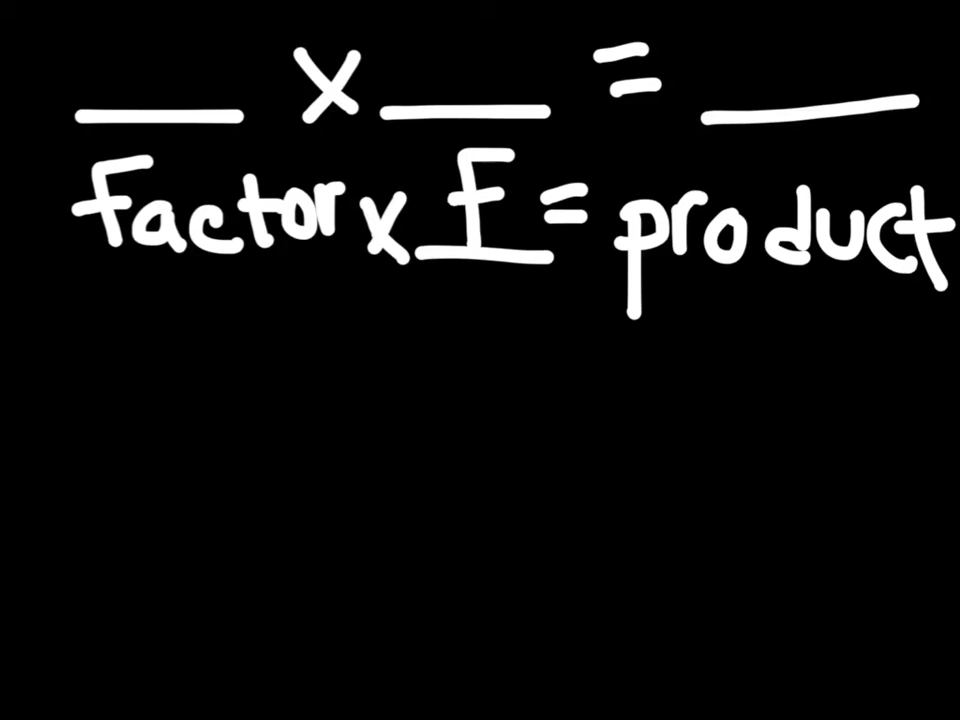 ___ x ___ = ___
Factor x F = product